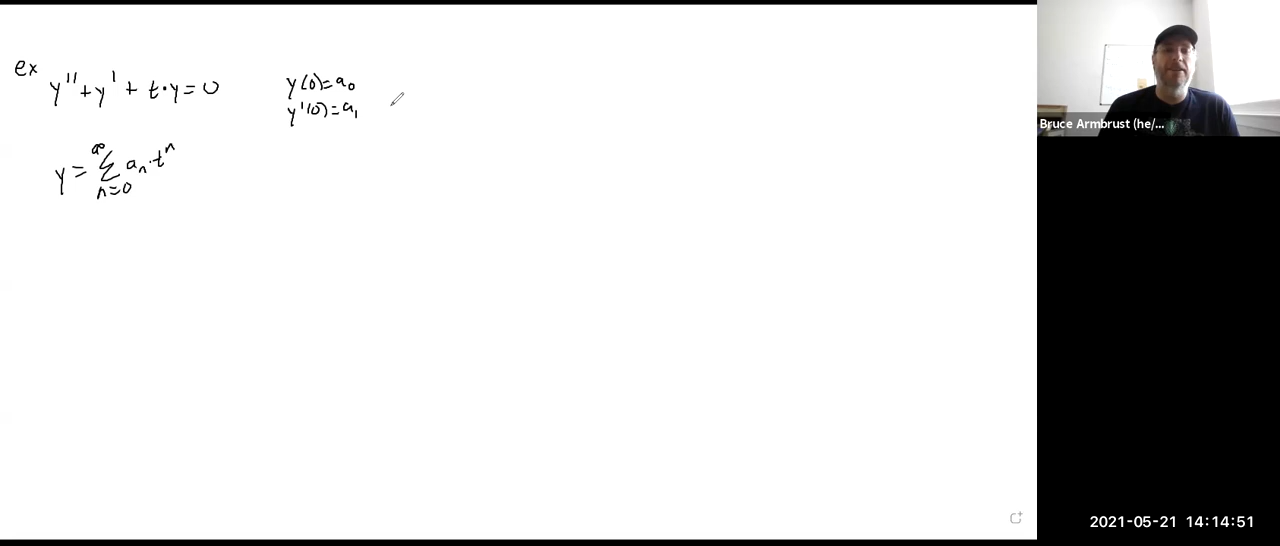 ex y'' + y' + t·y = 0
y(0) = a₀
y'(0) = a₁
y = ∑_{n=0}^{∞} aₙ·tⁿ
Bruce Armbrust (he/...
2021-05-21 14:14:51